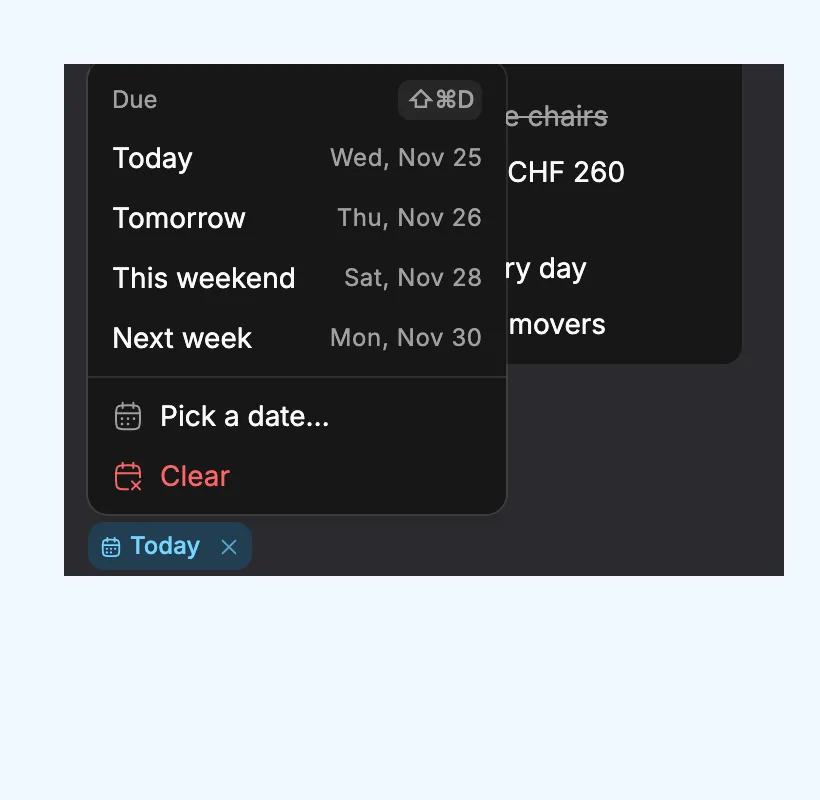 Due ⇧⌘D
e chairs
Today Wed, Nov 25
CHF 260
Tomorrow Thu, Nov 26
This weekend Sat, Nov 28
ry day
Next week Mon, Nov 30
movers
Pick a date...
Clear
Today